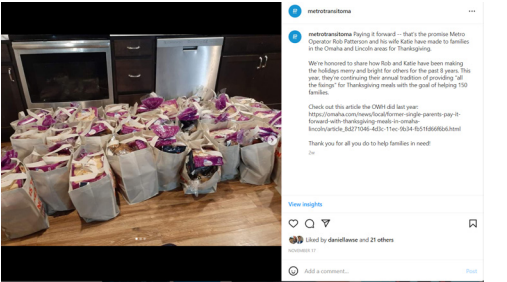 metrotransitoma
metrotransitoma Paying it forward -- that's the promise Metro
Operator Rob Patterson and his wife Katie have made to families
in the Omaha and Lincoln areas for Thanksgiving.
We're honored to share how Rob and Katie have been making
the holidays merry and bright for others for the past 8 years. This
year, they're continuing their annual tradition of providing "all
the fixings" for Thanksgiving meals with the goal of helping 150
families.
Check out this article the OWH did last year:
https://omaha.com/news/local/former-single-parents-pay-it-
forward-with-thanksgiving-meals-in-omaha-
lincoln/article_8d271046-4d3c-11ec-9b34-fb51fd66f6b6.html
Thank you for all you do to help families in need!
2w
View insights
Liked by daniellawse and 21 others
NOVEMBER 17
Add a comment...
Post